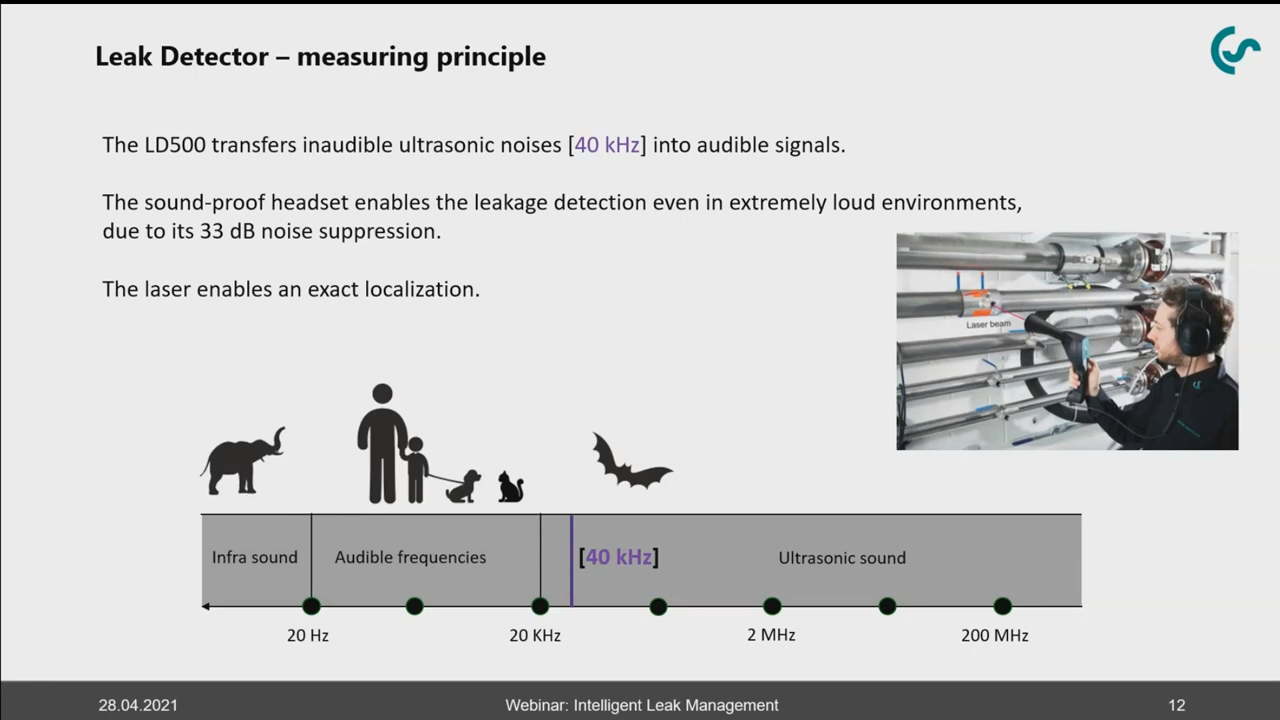 Leak Detector – measuring principle
The LD500 transfers inaudible ultrasonic noises [40 kHz] into audible signals.
The sound-proof headset enables the leakage detection even in extremely loud environments,
due to its 33 dB noise suppression.
The laser enables an exact localization.
Laser beam
Infra sound
Audible frequencies
[40 kHz]
Ultrasonic sound
20 Hz
20 KHz
2 MHz
200 MHz
28.04.2021
Webinar: Intelligent Leak Management
12